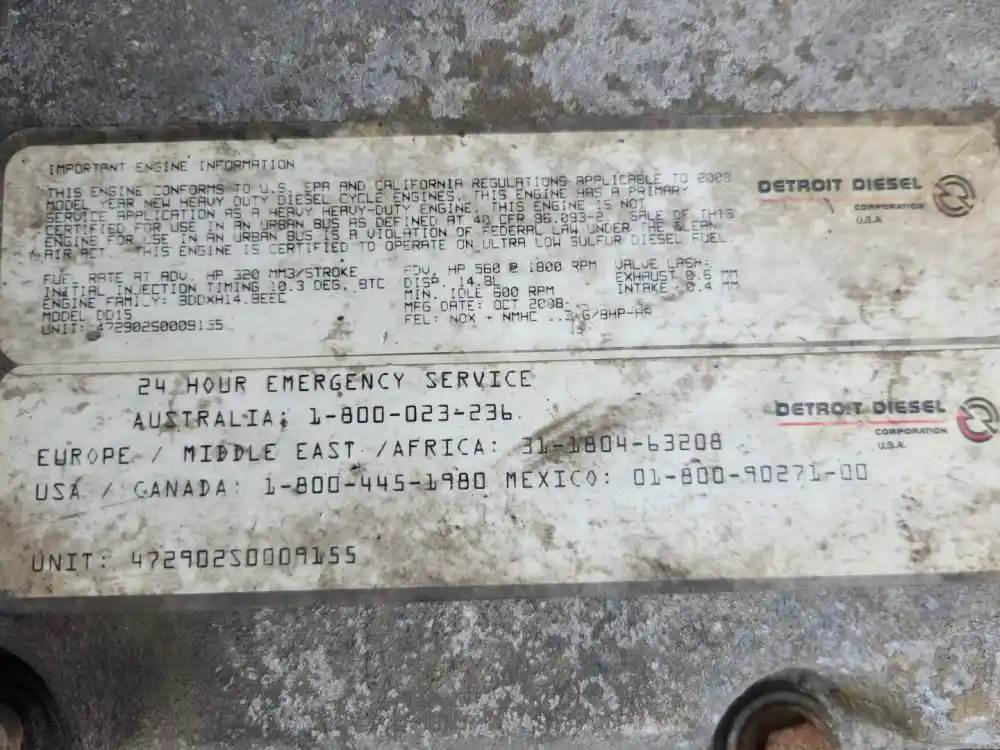 IMPORTANT ENGINE INFORMATION
THIS ENGINE CONFORMS TO U.S. EPA AND CALIFORNIA REGULATIONS APPLICABLE TO 2009
MODEL YEAR NEW HEAVY DUTY DIESEL CYCLE ENGINES. THIS ENGINE HAS A PRIMARY
SERVICE APPLICATION AS A HEAVY HEAVY-DUTY ENGINE. THIS ENGINE IS NOT
CERTIFIED FOR USE IN AN URBAN BUS AS DEFINED AT 40 CFR 86.093-2. SALE OF THIS
ENGINE FOR USE IN AN URBAN BUS IS A VIOLATION OF FEDERAL LAW UNDER THE CLEAN
AIR ACT. THIS ENGINE IS CERTIFIED TO OPERATE ON ULTRA LOW SULFUR DIESEL FUEL
DETROIT DIESEL
CORPORATION
U.S.A.
FUEL RATE AT ADV. HP 320 MM3/STROKE
INITIAL INJECTION TIMING 10.3 DEG. BTC
ENGINE FAMILY: 9DDXH14.8EEC
MODEL DD15
UNIT: 472902S0009155
ADV. HP 560 @ 1800 RPM
DISP. 14.8L
MIN. IDLE 600 RPM
MFG DATE: OCT 2008
FEL: NOX + NMHC G/BHP-HR
VALVE LASH:
EXHAUST 0.6 MM
INTAKE 0.4 MM
24 HOUR EMERGENCY SERVICE
AUSTRALIA: 1-800-023-236
EUROPE / MIDDLE EAST /AFRICA: 31-1804-63208
USA / CANADA: 1-800-445-1980 MEXICO: 01-800-90271-00
DETROIT DIESEL
CORPORATION
U.S.A.
UNIT: 472902S0009155